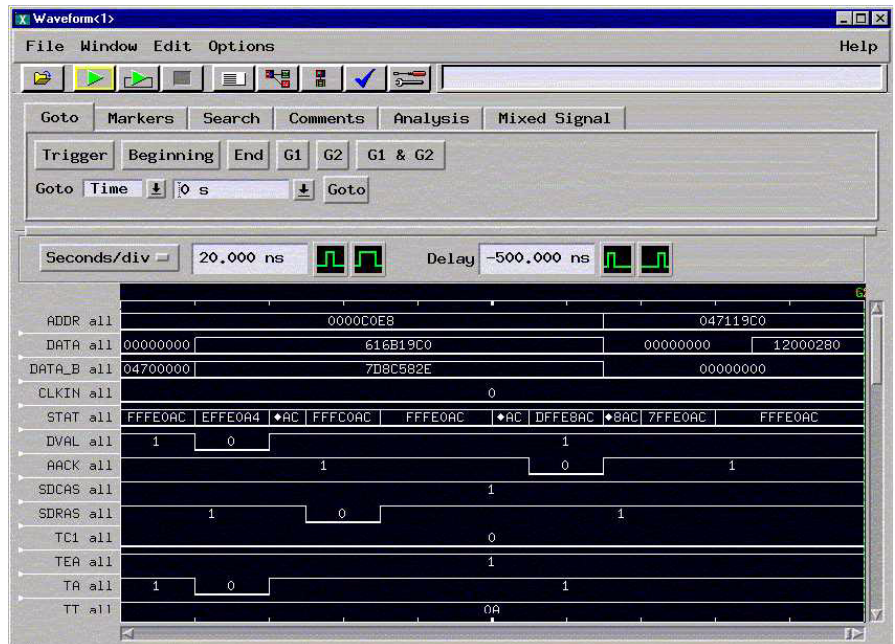 Waveform<1>
File Window Edit Options Help
Goto Markers Search Comments Analysis Mixed Signal
Trigger Beginning End G1 G2 G1 & G2
Goto Time 0 s Goto
Seconds/div 20.000 ns Delay -500.000 ns
G2
ADDR all 0000C0E8 047119C0
DATA all 00000000 616B19C0 00000000 12000280
DATA_B all 04700000 7D8C582E 00000000
CLKIN all 0
STAT all FFFE0AC EFFE0A4 ◆AC FFFC0AC FFFE0AC ◆AC DFFE8AC ◆8AC 7FFE0AC FFFE0AC
DVAL all 1 0 1
AACK all 1 0 1
SDCAS all 1
SDRAS all 1 0 1
TC1 all 0
TEA all 1
TA all 1 0 1
TT all 0A